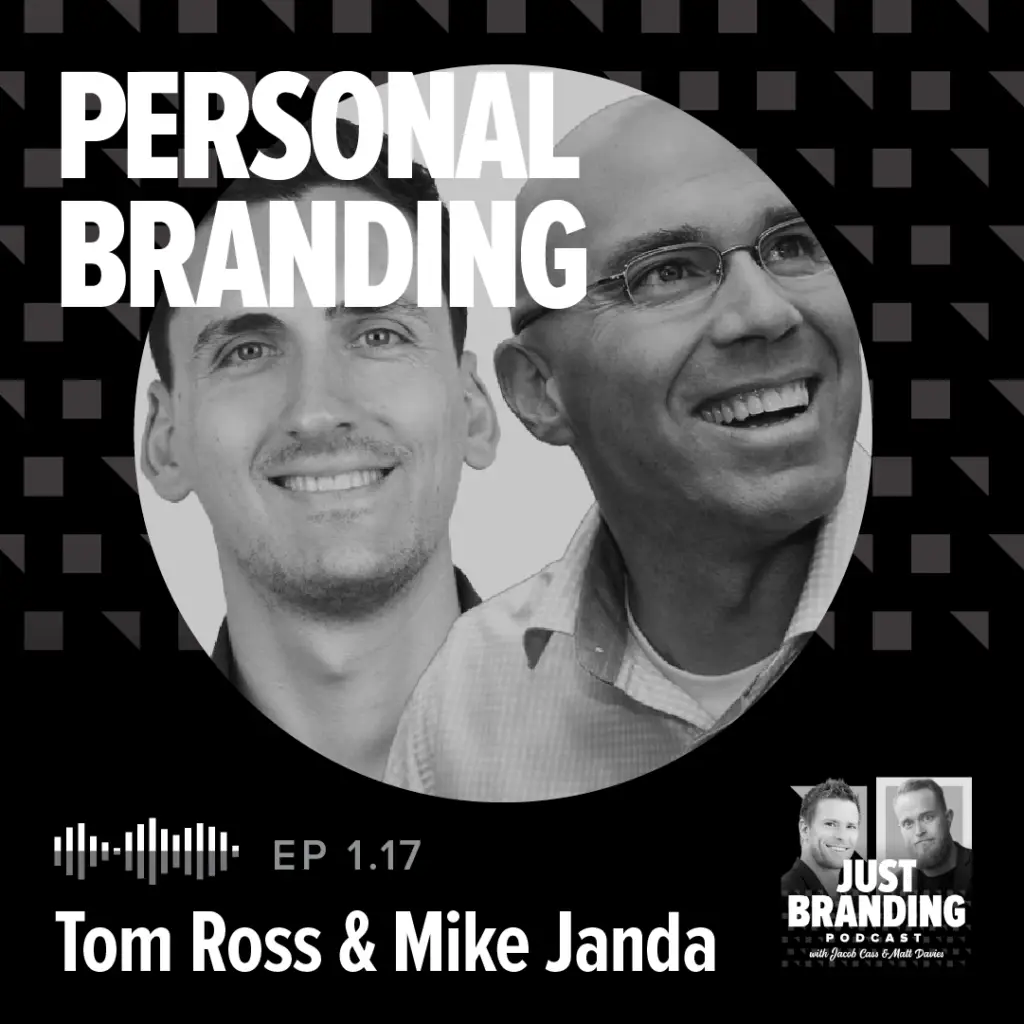 PERSONAL
BRANDING
EP 1.17
Tom Ross & Mike Janda
JUST
BRANDING
PODCAST
with Jacob Cass & Matt Davies